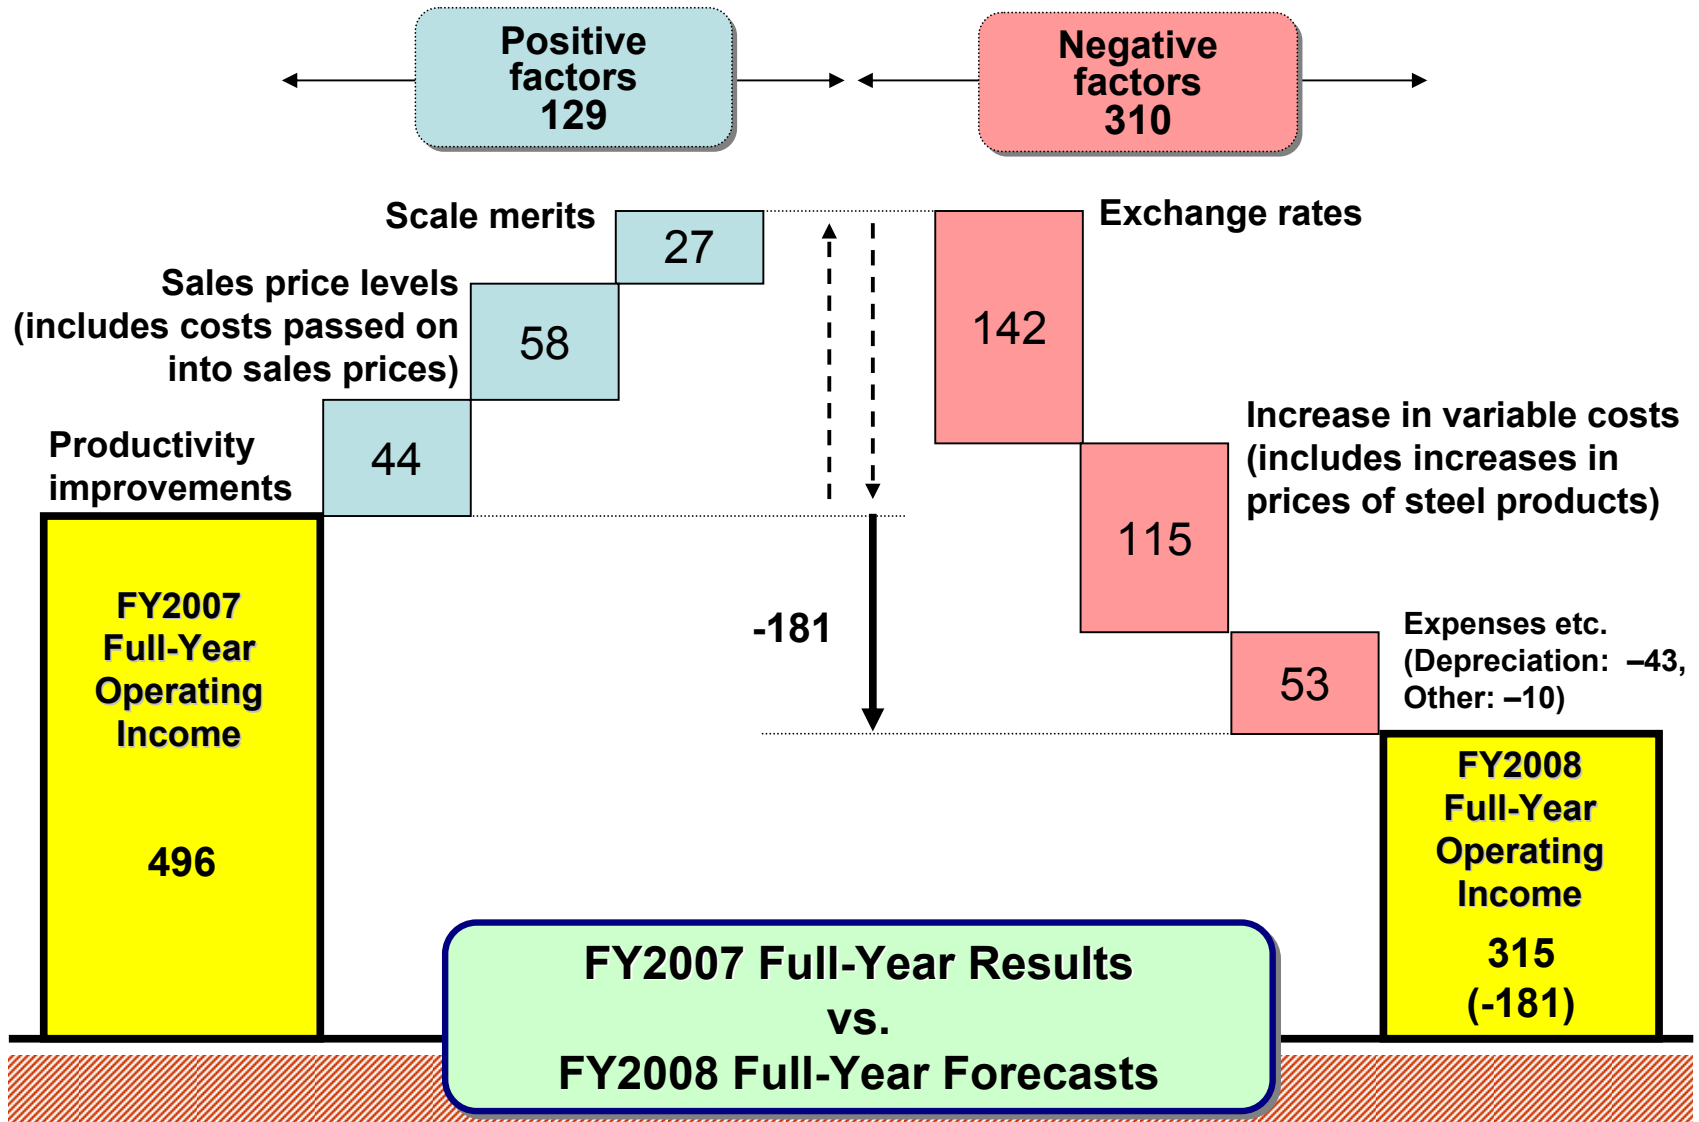 Positive
factors
129
Negative
factors
310
Scale merits
27
Exchange rates
Sales price levels
(includes costs passed on
into sales prices)
58
142
Productivity
improvements
44
Increase in variable costs
(includes increases in
prices of steel products)
115
-181
FY2007
Full-Year
Operating
Income
496
Expenses etc.
(Depreciation: –43,
Other: –10)
53
FY2008
Full-Year
Operating
Income
315
(-181)
FY2007 Full-Year Results
vs.
FY2008 Full-Year Forecasts